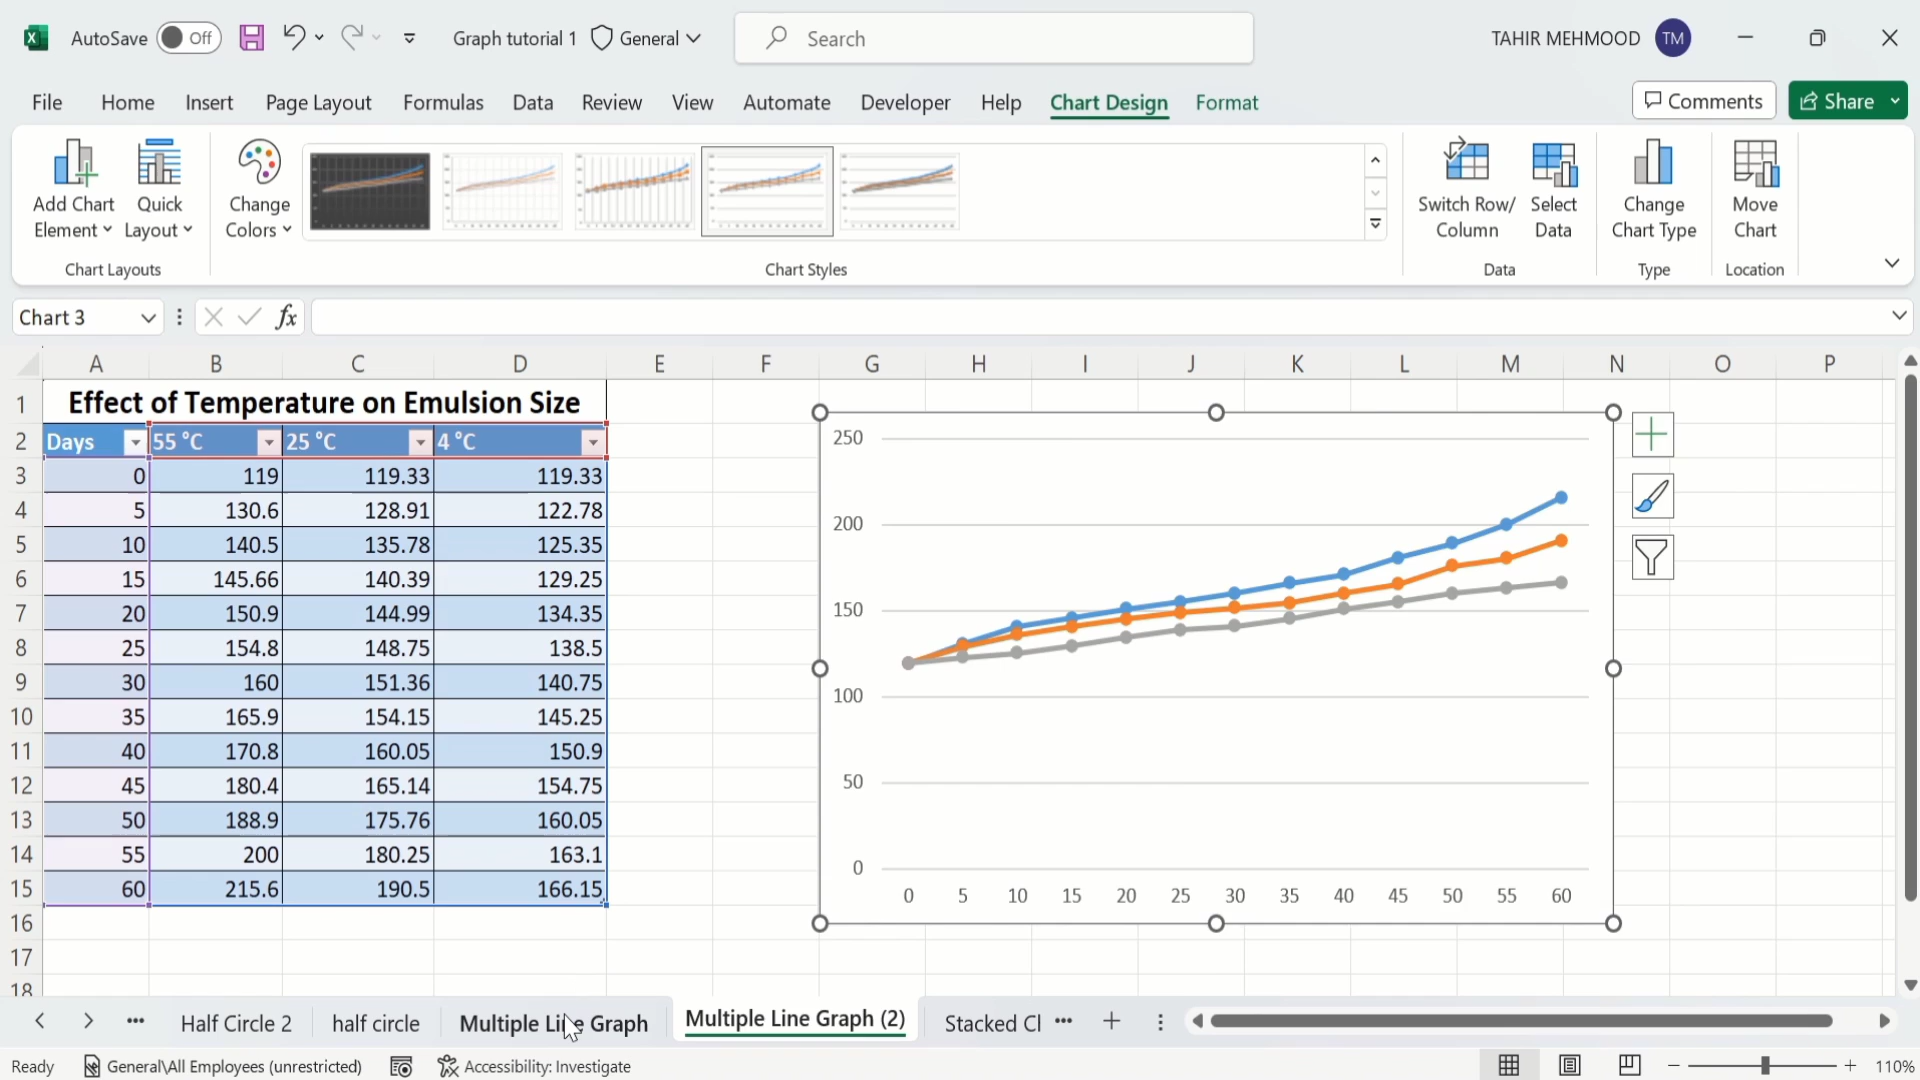 AutoSave Off Graph tutorial 1 General Search TAHIR MEHMOOD TM
File Home Insert Page Layout Formulas Data Review View Automate Developer Help Chart Design Format Comments Share
Add Chart Element
Quick Layout
Change Colors
Switch Row/ Column
Select Data
Change Chart Type
Move Chart
Chart Layouts Chart Styles Data Type Location
Chart 3 fx
A B C D E F G H I J K L M N O P
1 Effect of Temperature on Emulsion Size
2 Days 55 °C 25 °C 4 °C
3 0 119 119.33 119.33
4 5 130.6 128.91 122.78
5 10 140.5 135.78 125.35
6 15 145.66 140.39 129.25
7 20 150.9 144.99 134.35
8 25 154.8 148.75 138.5
9 30 160 151.36 140.75
10 35 165.9 154.15 145.25
11 40 170.8 160.05 150.9
12 45 180.4 165.14 154.75
13 50 188.9 175.76 160.05
14 55 200 180.25 163.1
15 60 215.6 190.5 166.15
16
17
18
250
200
150
100
50
0
0 5 10 15 20 25 30 35 40 45 50 55 60
Half Circle 2 half circle Multiple Line Graph Multiple Line Graph (2) Stacked Cl
Ready General\All Employees (unrestricted) Accessibility: Investigate 110%